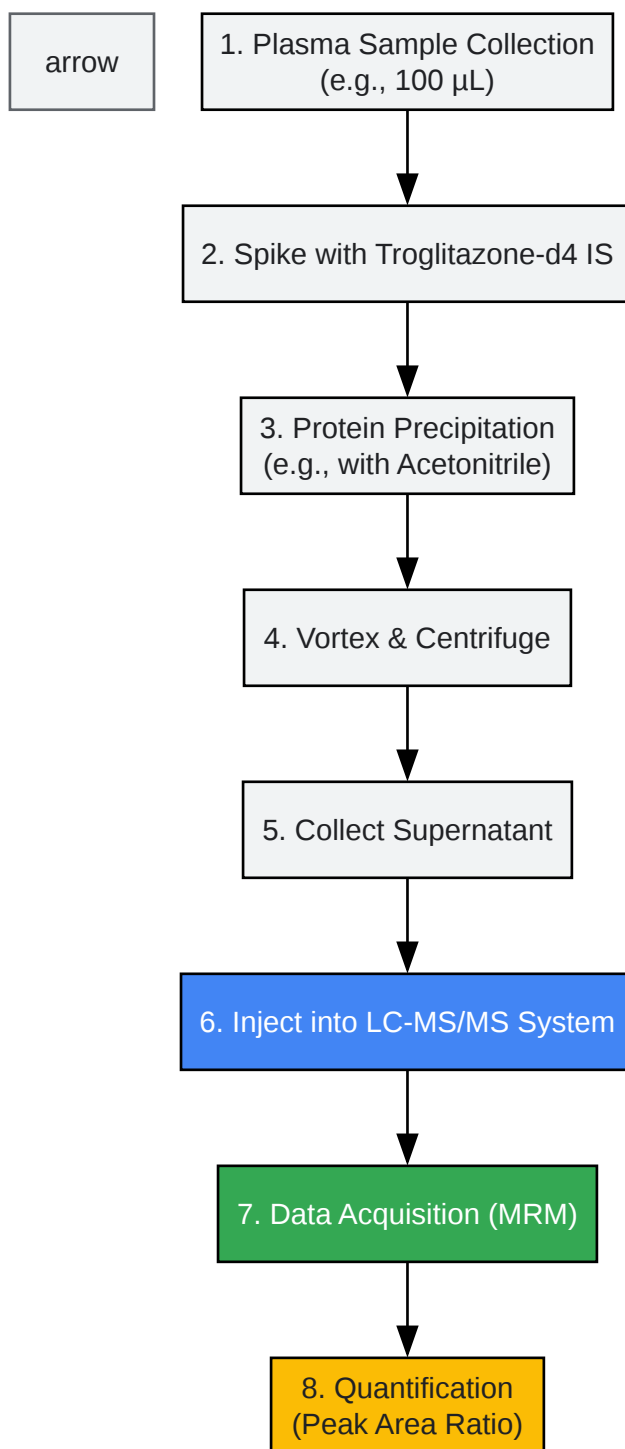 arrow
1. Plasma Sample Collection
(e.g., 100 µL)
2. Spike with Troglitazone-d4 IS
3. Protein Precipitation
(e.g., with Acetonitrile)
4. Vortex & Centrifuge
5. Collect Supernatant
6. Inject into LC-MS/MS System
7. Data Acquisition (MRM)
8. Quantification
(Peak Area Ratio)